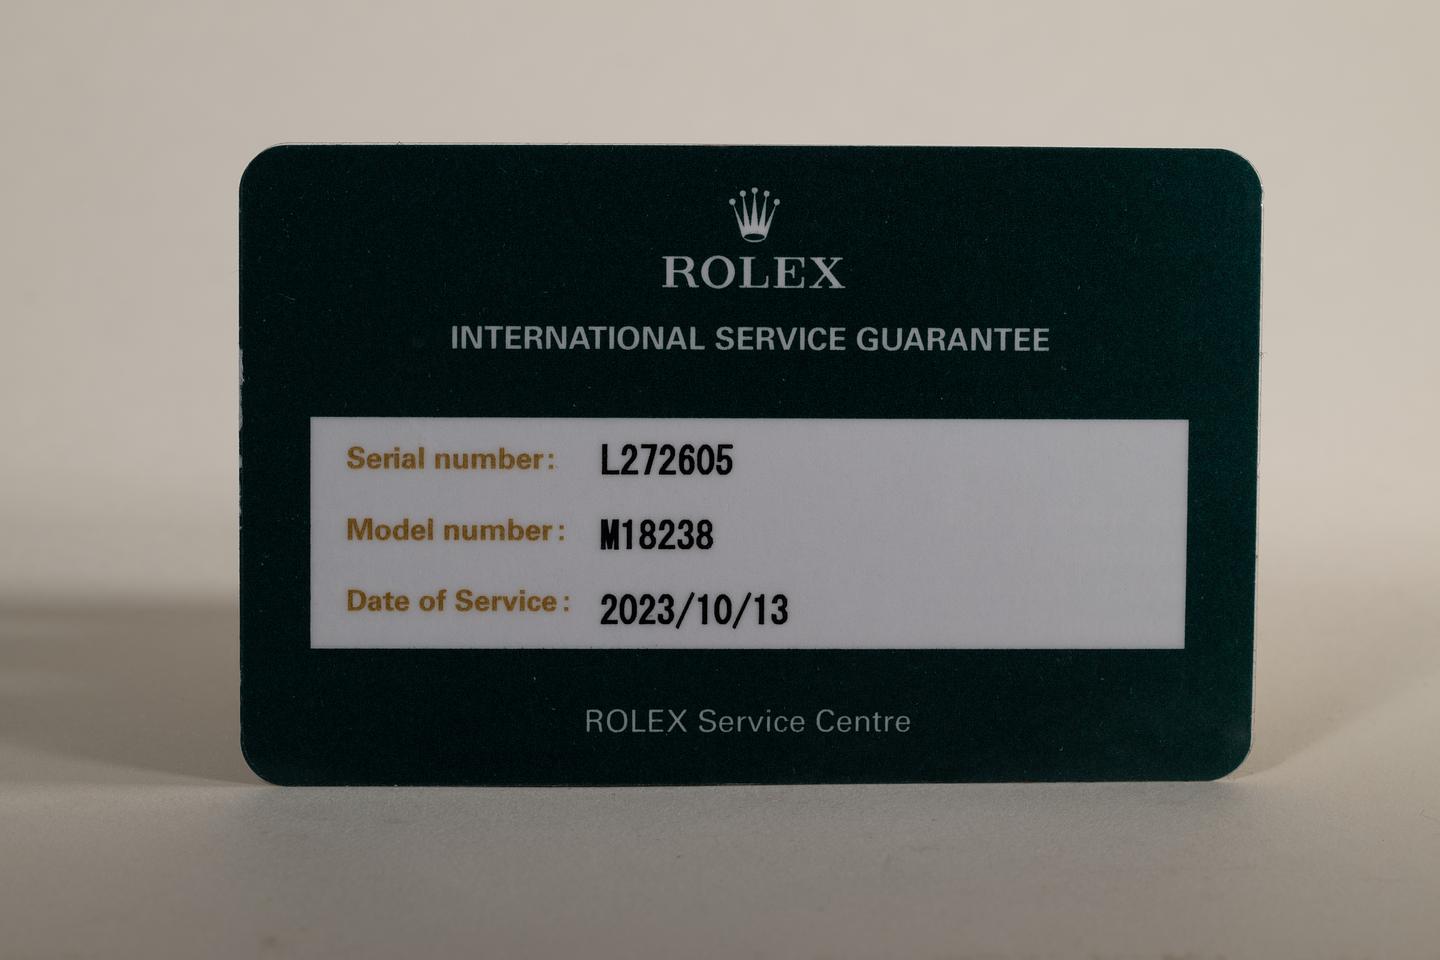 ROLEX
INTERNATIONAL SERVICE GUARANTEE
Serial number: L272605
Model number: M18238
Date of Service: 2023/10/13
ROLEX Service Centre